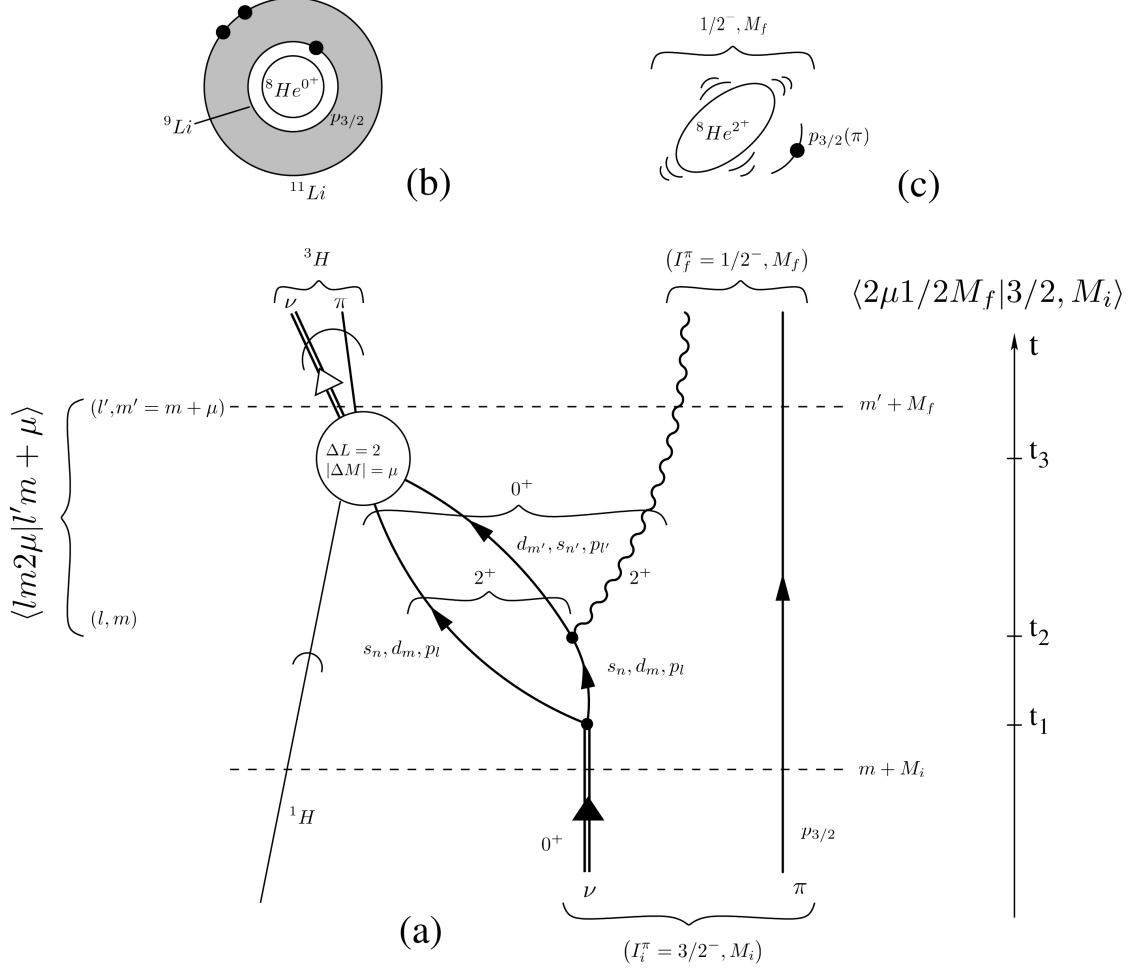 1/2⁻, M_f
⁸He⁰⁺
⁸He²⁺
p_{3/2}
p_{3/2}(π)
⁹Li
¹¹Li
(b)
(c)
³H
(I_f^π = 1/2⁻, M_f)
ν π
⟨2μ1/2M_f|3/2, M_i⟩
t
(l′, m′ = m + μ)
m′ + M_f
ΔL = 2
|ΔM| = μ
t₃
⟨lm2μ|l′m + μ⟩
0⁺
d_{m′}, s_{n′}, p_{l′}
2⁺
2⁺
(l, m)
t₂
s_n, d_m, p_l
s_n, d_m, p_l
t₁
m + M_i
¹H
0⁺
p_{3/2}
ν
π
(a)
(I_i^π = 3/2⁻, M_i)